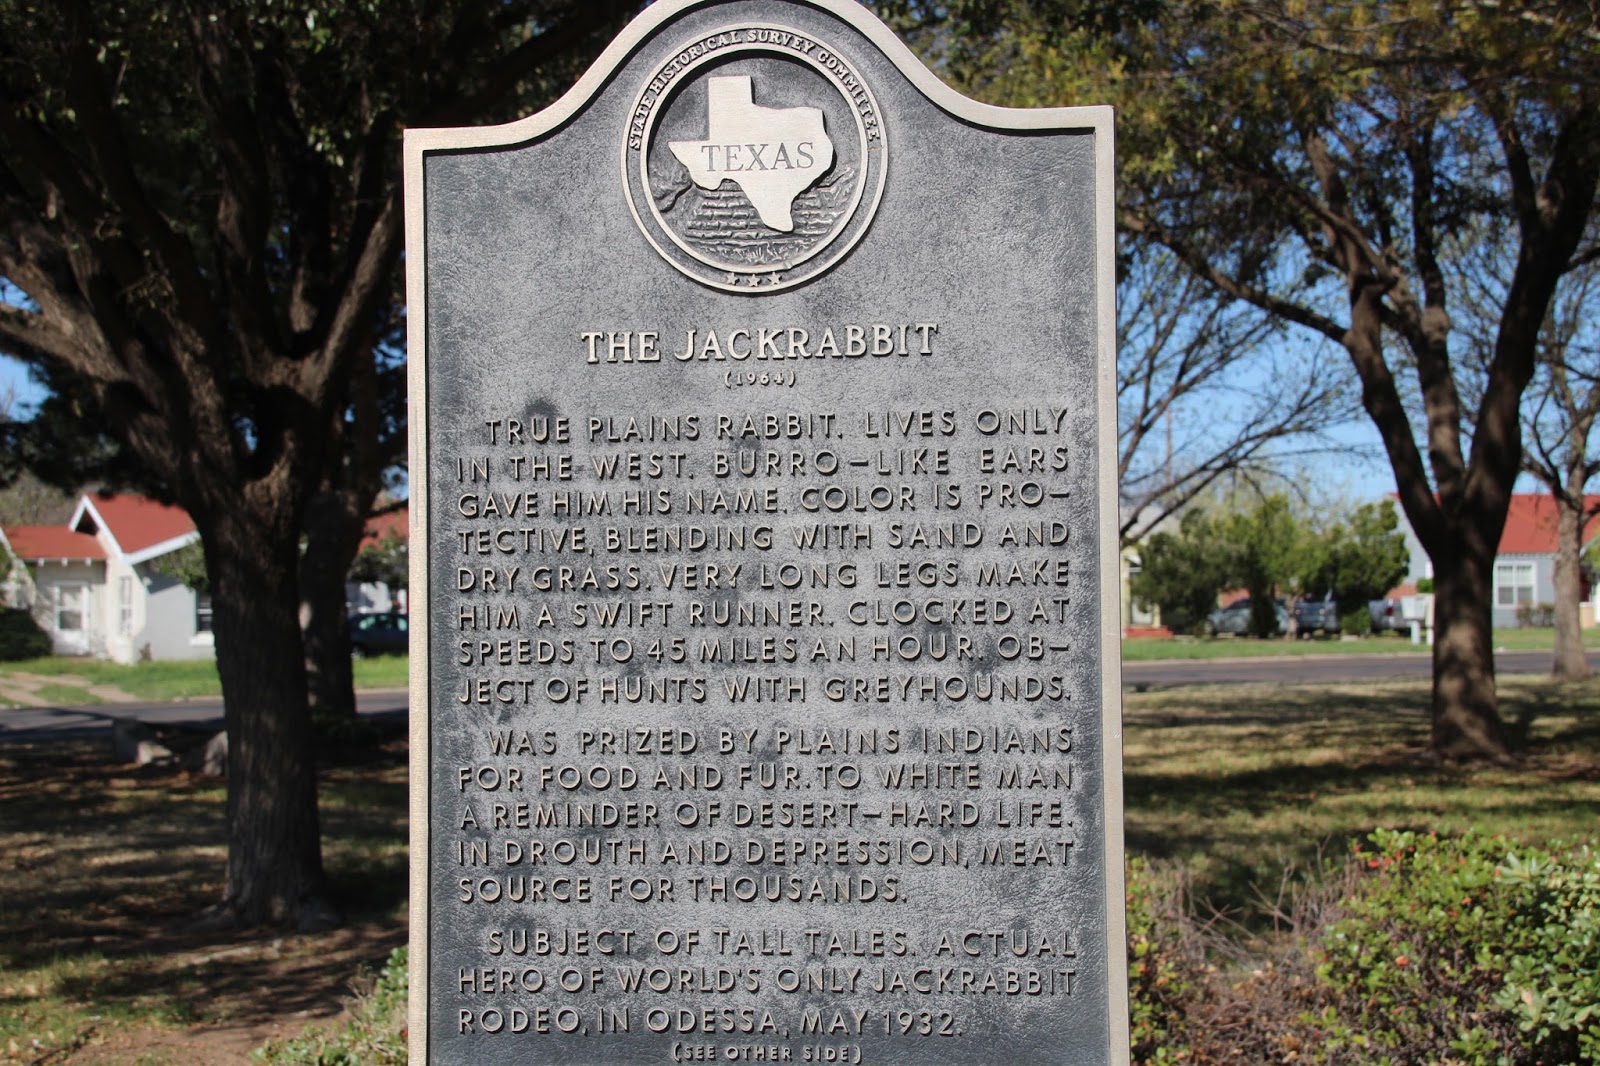 STATE HISTORICAL SURVEY COMMITTEE
TEXAS
THE JACKRABBIT
(1964)
TRUE PLAINS RABBIT. LIVES ONLY
IN THE WEST. BURRO-LIKE EARS
GAVE HIM HIS NAME. COLOR IS PRO-
TECTIVE, BLENDING WITH SAND AND
DRY GRASS. VERY LONG LEGS MAKE
HIM A SWIFT RUNNER. CLOCKED AT
SPEEDS TO 45 MILES AN HOUR. OB-
JECT OF HUNTS WITH GREYHOUNDS.
WAS PRIZED BY PLAINS INDIANS
FOR FOOD AND FUR. TO WHITE MAN
A REMINDER OF DESERT-HARD LIFE.
IN DROUTH AND DEPRESSION, MEAT
SOURCE FOR THOUSANDS.
SUBJECT OF TALL TALES. ACTUAL
HERO OF WORLD'S ONLY JACKRABBIT
RODEO, IN ODESSA, MAY 1932.
(SEE OTHER SIDE)